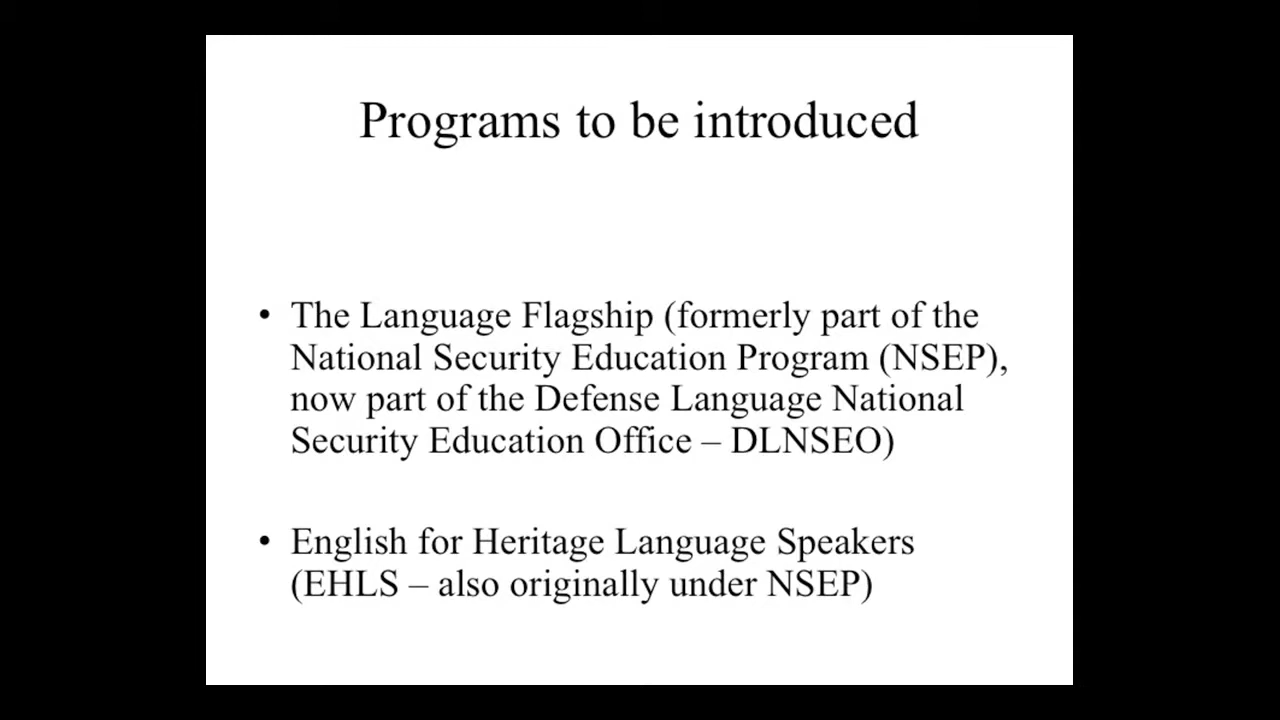 Programs to be introduced
• The Language Flagship (formerly part of the
National Security Education Program (NSEP),
now part of the Defense Language National
Security Education Office – DLNSEO)
• English for Heritage Language Speakers
(EHLS – also originally under NSEP)